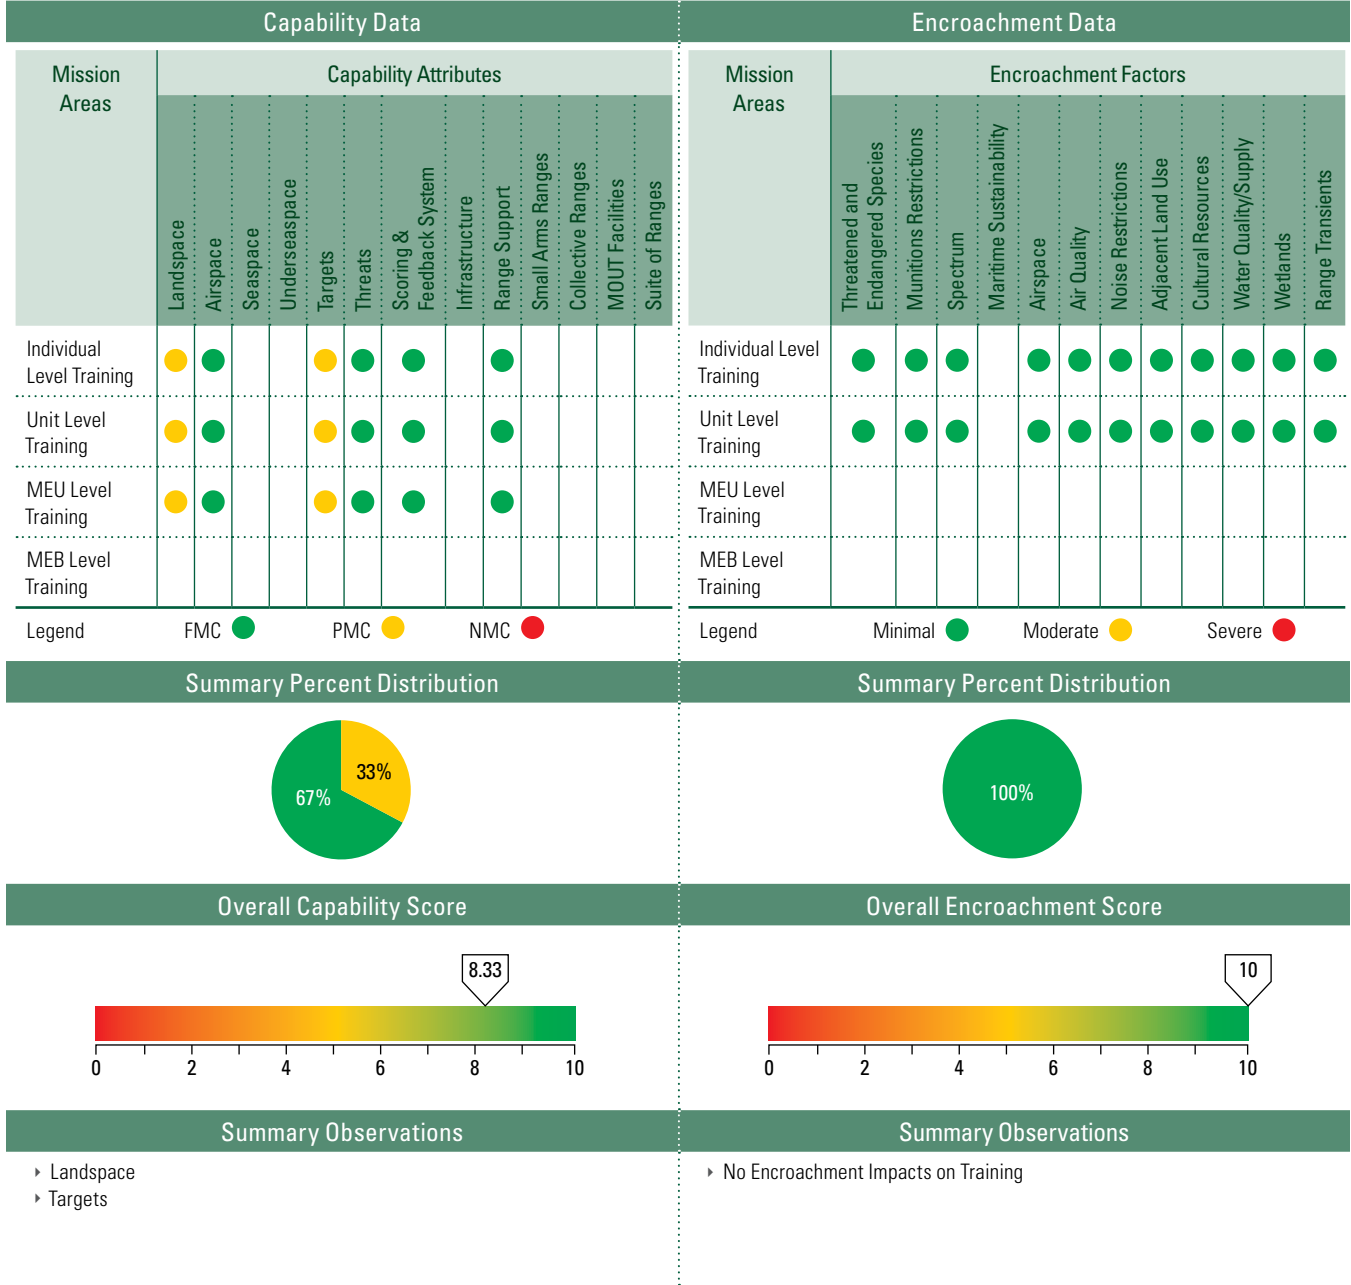 Capability Data
Mission
Areas
Capability Attributes
Landspace
Airspace
Seaspace
Underseaspace
Targets
Threats
Scoring &
Feedback System
Infrastructure
Range Support
Small Arms Ranges
Collective Ranges
MOUT Facilities
Suite of Ranges
Individual
Level Training
Unit Level
Training
MEU Level
Training
MEB Level
Training
Legend FMC PMC NMC
Summary Percent Distribution
33%
67%
Overall Capability Score
8.33
0 2 4 6 8 10
Summary Observations
Landspace
Targets
Encroachment Data
Mission
Areas
Encroachment Factors
Threatened and
Endangered Species
Munitions Restrictions
Spectrum
Maritime Sustainability
Airspace
Air Quality
Noise Restrictions
Adjacent Land Use
Cultural Resources
Water Quality/Supply
Wetlands
Range Transients
Individual Level
Training
Unit Level
Training
MEU Level
Training
MEB Level
Training
Legend Minimal Moderate Severe
Summary Percent Distribution
100%
Overall Encroachment Score
10
0 2 4 6 8 10
Summary Observations
No Encroachment Impacts on Training